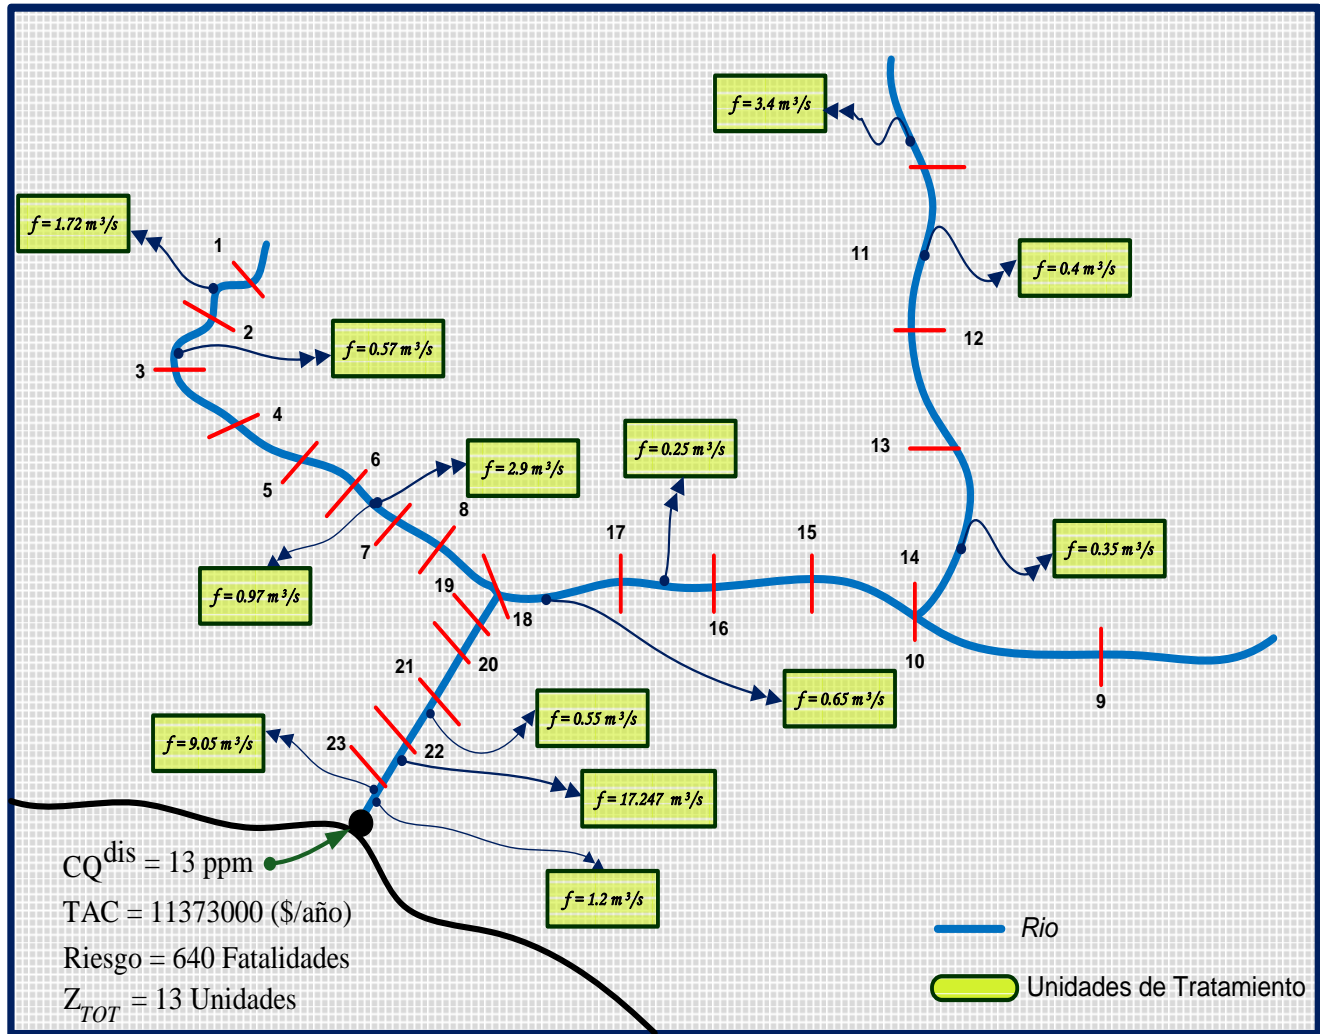 f = 3.4 m³/s
f = 1.72 m³/s
1
11
f = 0.4 m³/s
2
12
f = 0.57 m³/s
3
4
f = 0.25 m³/s
13
6
f = 2.9 m³/s
5
8
7
17
15
14
f = 0.35 m³/s
f = 0.97 m³/s
19
18
16
10
20
21
f = 0.65 m³/s
9
f = 0.55 m³/s
f = 9.05 m³/s
23
22
f = 17.247 m³/s
CQ^dis = 13 ppm
f = 1.2 m³/s
TAC = 11373000 ($/año)
Rio
Riesgo = 640 Fatalidades
Unidades de Tratamiento
Z_TOT = 13 Unidades